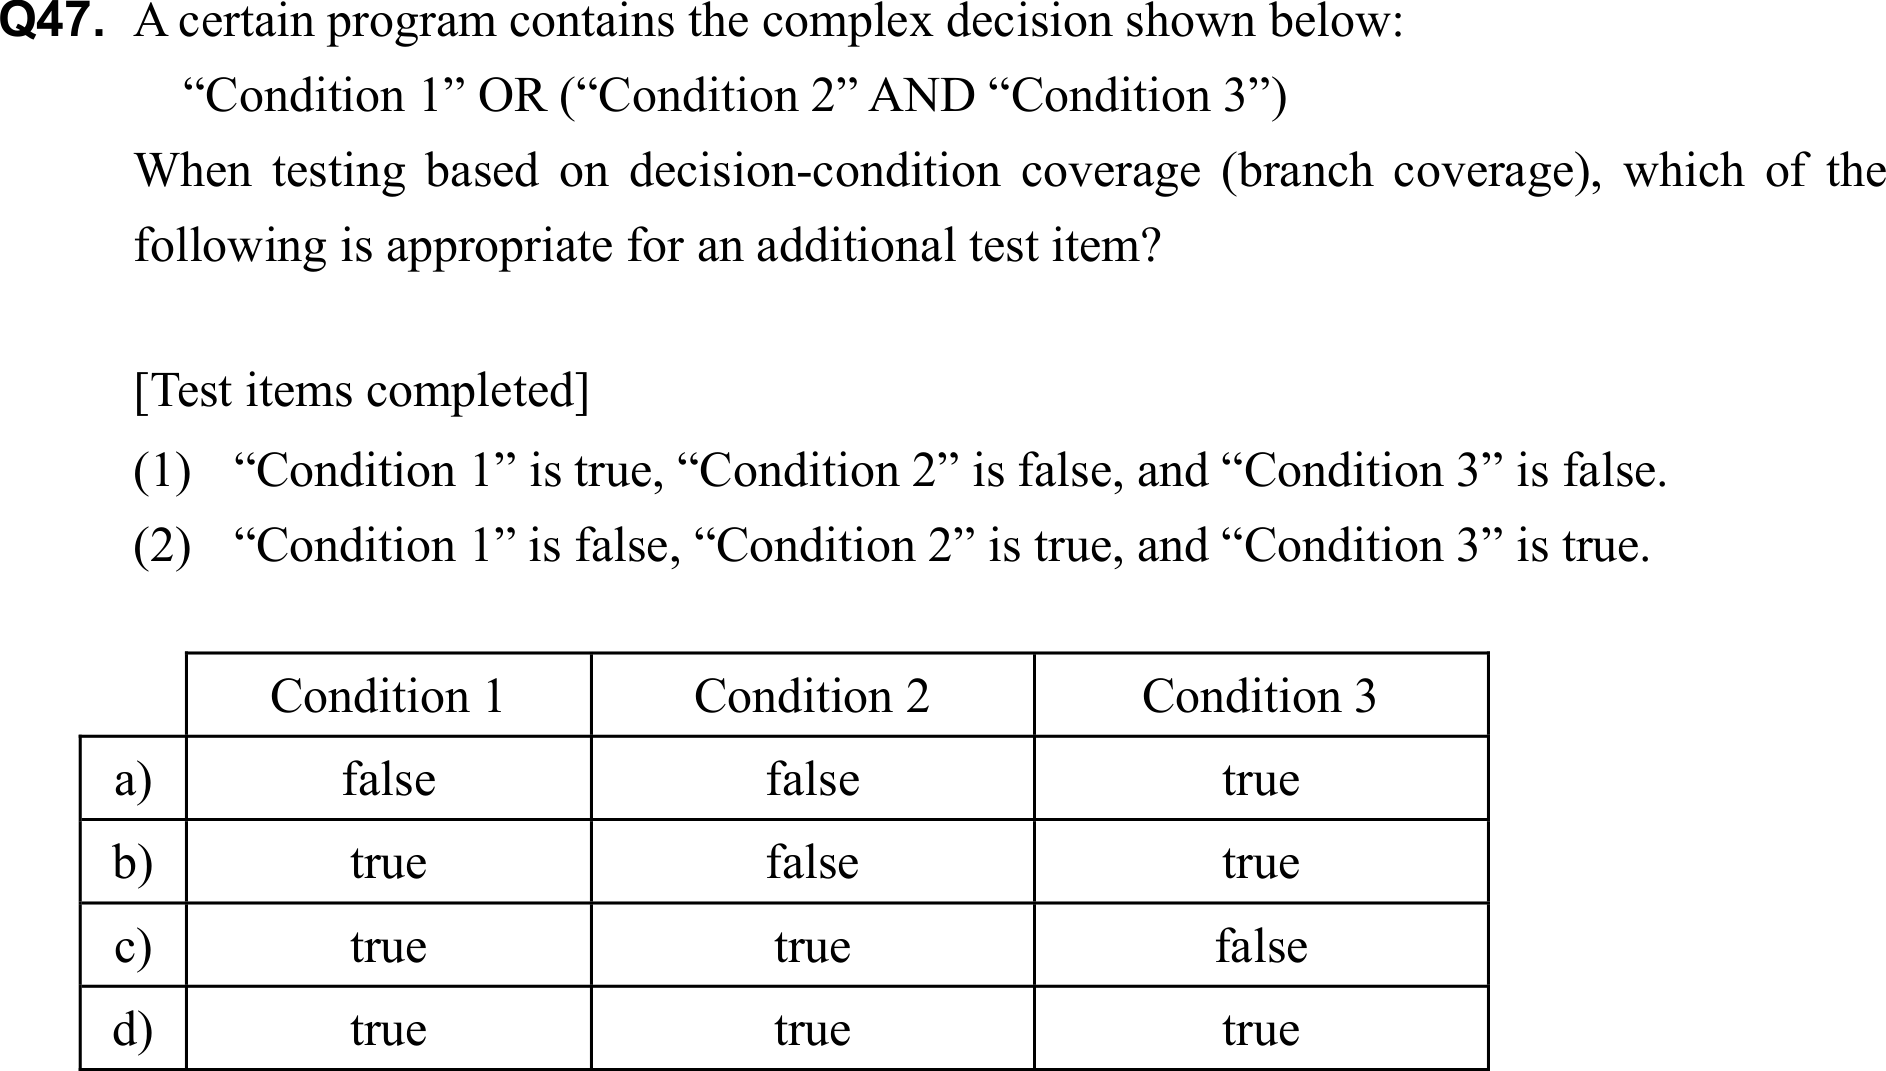 Q47. A certain program contains the complex decision shown below:
“Condition 1” OR (“Condition 2” AND “Condition 3”)
When testing based on decision-condition coverage (branch coverage), which of the
following is appropriate for an additional test item?
[Test items completed]
(1) “Condition 1” is true, “Condition 2” is false, and “Condition 3” is false.
(2) “Condition 1” is false, “Condition 2” is true, and “Condition 3” is true.
Condition 1 Condition 2 Condition 3
a) false false true
b) true false true
c) true true false
d) true true true